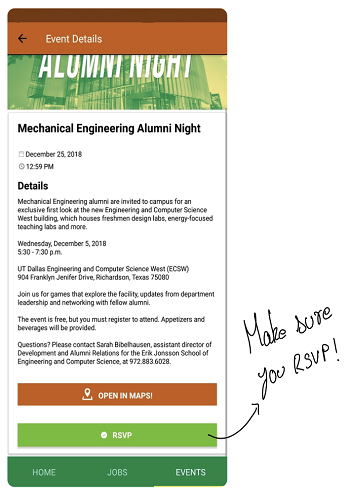 Event Details
ALUMNI NIGHT
Mechanical Engineering Alumni Night
December 25, 2018
12:59 PM
Details
Mechanical Engineering alumni are invited to campus for an
exclusive first look at the new Engineering and Computer Science
West building, which houses freshmen design labs, energy-focused
teaching labs and more.
Wednesday, December 5, 2018
5:30 - 7:30 p.m.
UT Dallas Engineering and Computer Science West (ECSW)
904 Franklyn Jenifer Drive, Richardson, Texas 75080
Join us for games that explore the facility, updates from department
leadership and networking with fellow alumni.
The event is free, but you must register to attend. Appetizers and
beverages will be provided.
Questions? Please contact Sarah Bibelhausen, assistant director of
Development and Alumni Relations for the Erik Jonsson School of
Engineering and Computer Science, at 972.883.6028.
OPEN IN MAPS!
RSVP
Make sure
you RSVP!
HOME JOBS EVENTS